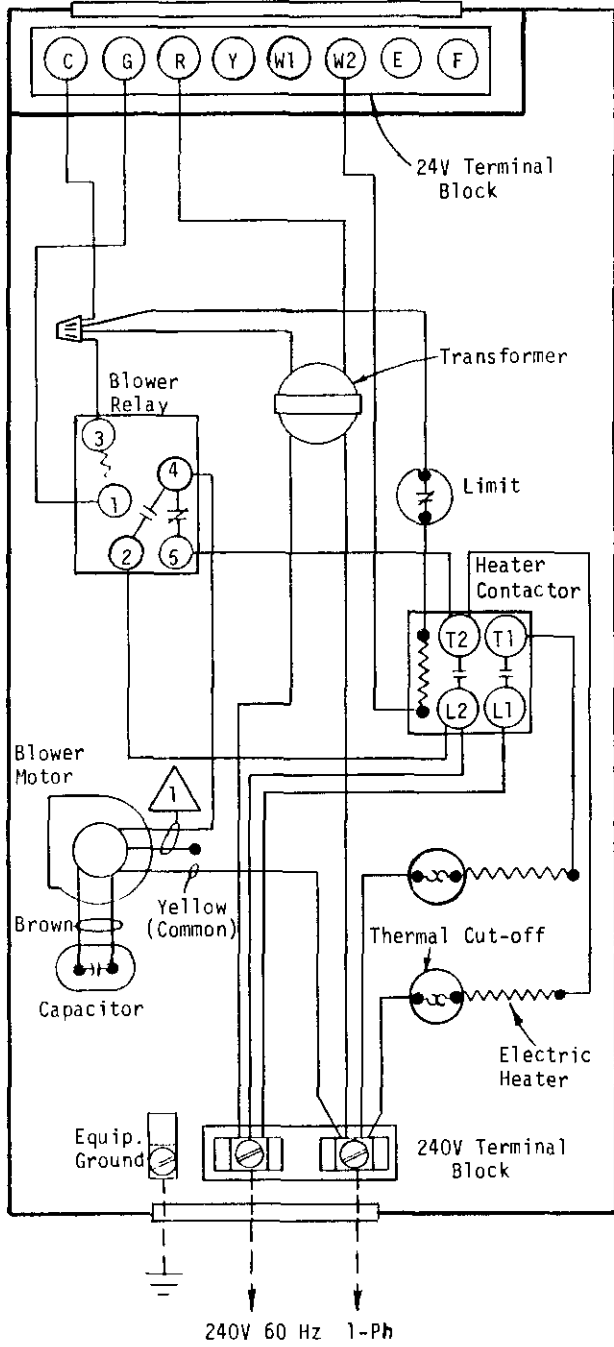 C G R Y W1 W2 E F
24V Terminal
Block
Transformer
Blower
Relay
3
4
1
2 5
Limit
Heater
Contactor
T2 T1
L2 L1
Blower
Motor
1
Yellow
(Common)
Brown
Capacitor
Thermal Cut-off
Electric
Heater
Equip.
Ground
240V Terminal
Block
240V 60 Hz 1-Ph